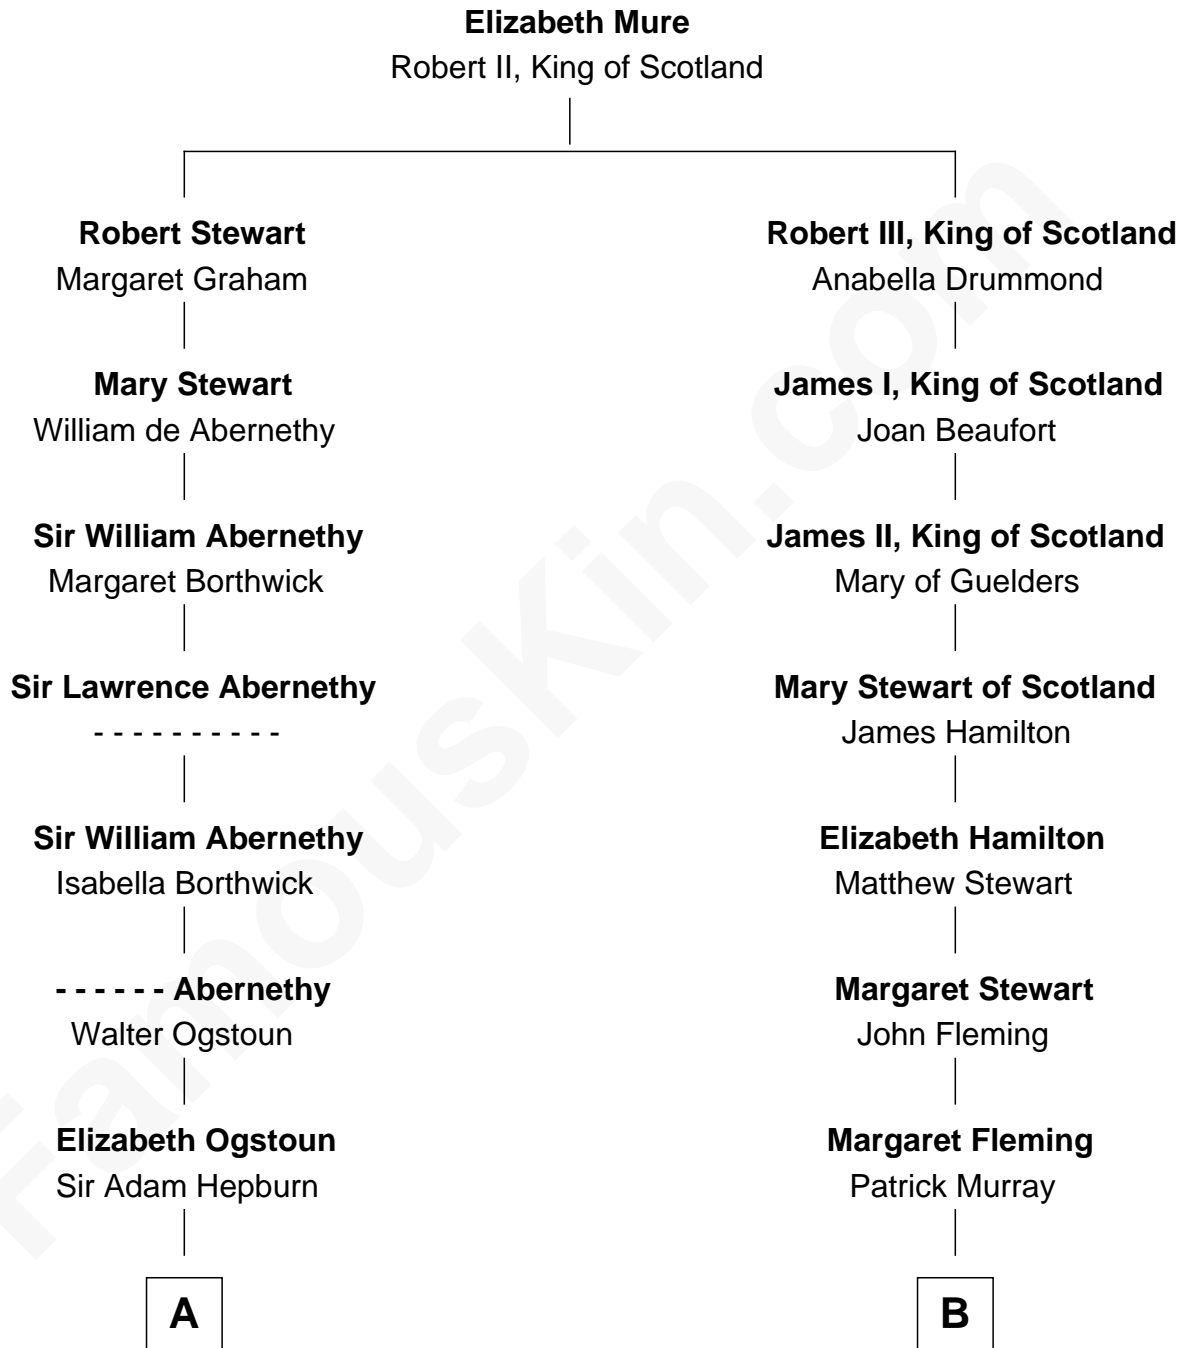 Elizabeth Mure
Robert II, King of Scotland
Robert Stewart
Margaret Graham
Mary Stewart
William de Abernethy
Sir William Abernethy
Margaret Borthwick
Sir Lawrence Abernethy
- - - - - - - - - -
Sir William Abernethy
Isabella Borthwick
- - - - - - Abernethy
Walter Ogstoun
Elizabeth Ogstoun
Sir Adam Hepburn
A
Robert III, King of Scotland
Anabella Drummond
James I, King of Scotland
Joan Beaufort
James II, King of Scotland
Mary of Guelders
Mary Stewart of Scotland
James Hamilton
Elizabeth Hamilton
Matthew Stewart
Margaret Stewart
John Fleming
Margaret Fleming
Patrick Murray
B
FamousKin.com